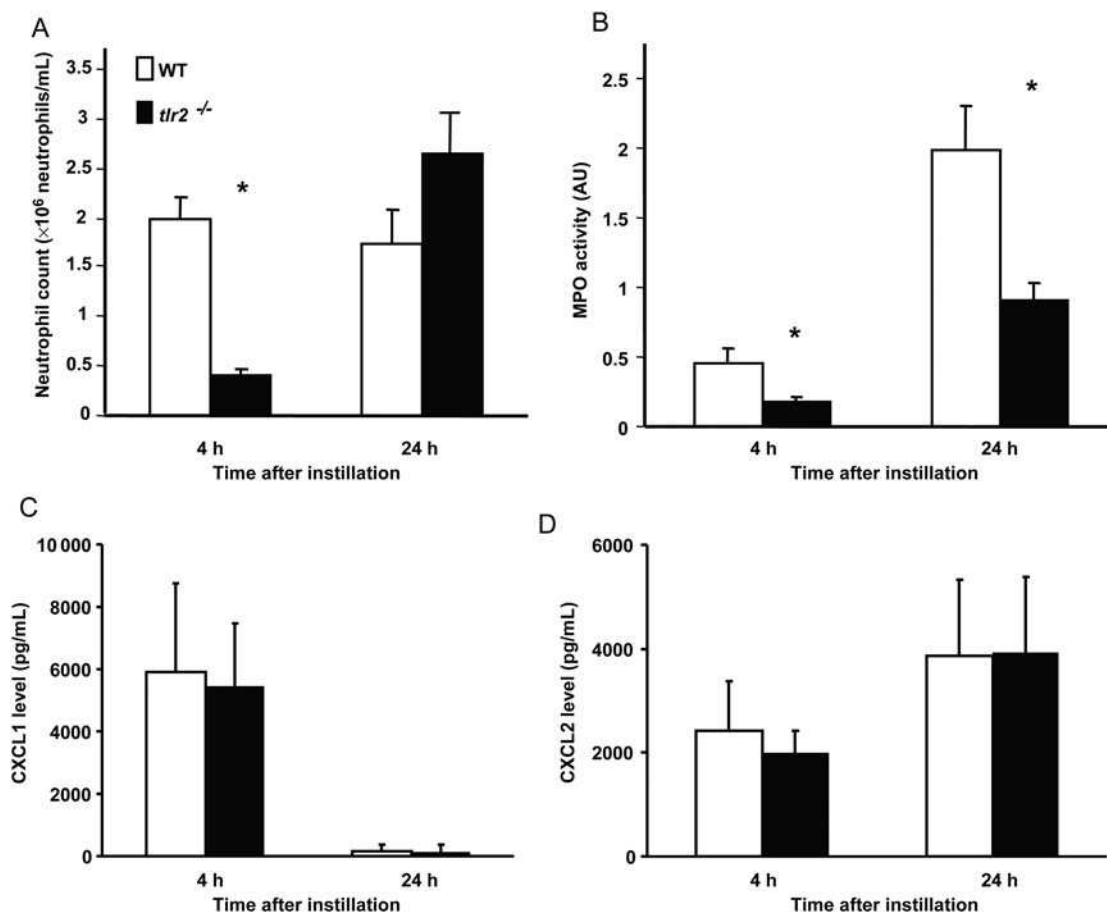 A
Neutrophil count (×10⁶ neutrophils/mL)
3.5
3
2.5
2
1.5
1
0.5
0
WT
tlr2 -/-
*
4 h
24 h
Time after instillation
B
MPO activity (AU)
2.5
2
1.5
1
0.5
0
*
*
4 h
24 h
Time after instillation
C
CXCL1 level (pg/mL)
10 000
8000
6000
4000
2000
0
4 h
24 h
Time after instillation
D
CXCL2 level (pg/mL)
6000
4000
2000
0
4 h
24 h
Time after instillation